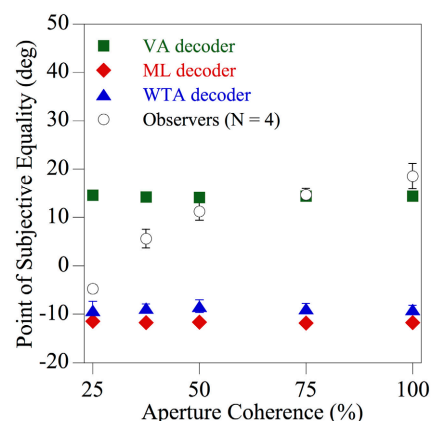 Point of Subjective Equality (deg)
50
40
30
20
10
0
-10
-20
VA decoder
ML decoder
WTA decoder
Observers (N = 4)
25
50
75
100
Aperture Coherence (%)